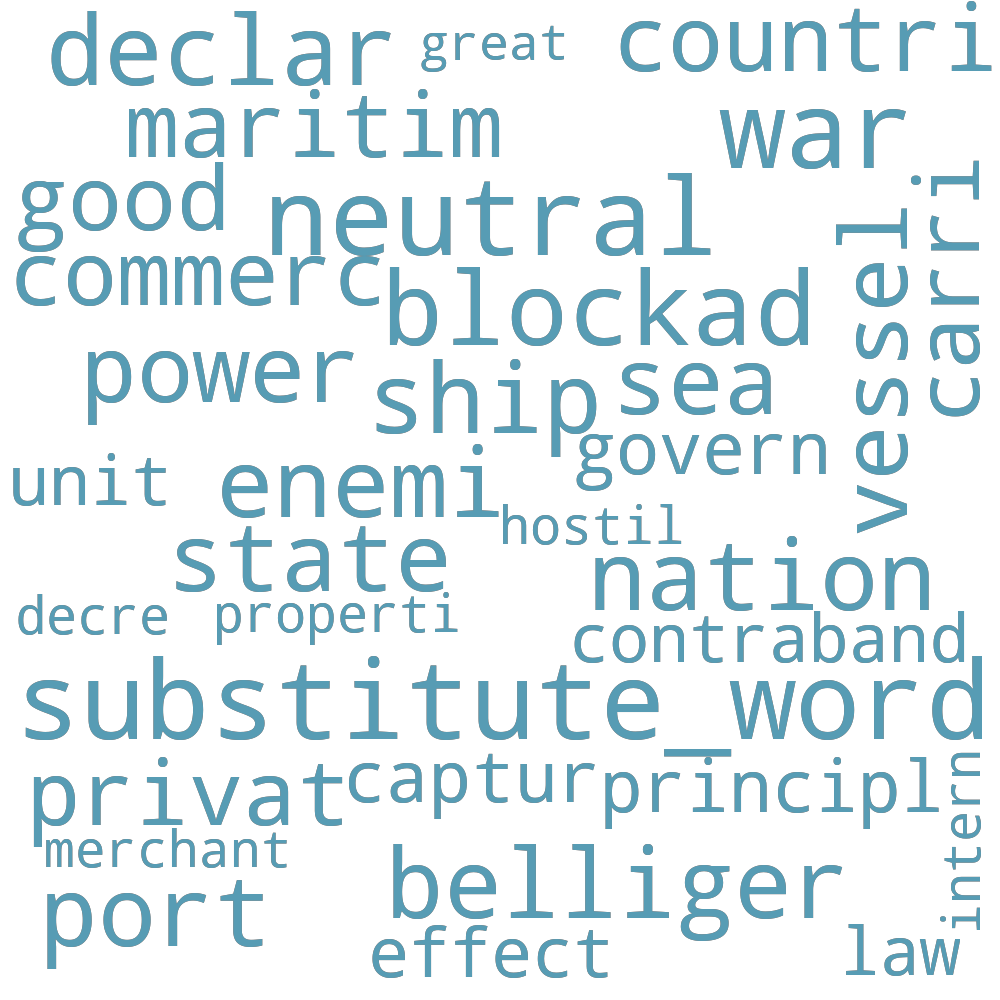 declar great countri
maritim war
good neutral
commerc blockad
vessel carri
power ship sea
govern
unit enemi
hostil
state nation
decre properti
contraband
substitute_word
privat captur principl
merchant
intern
port belliger
effect law